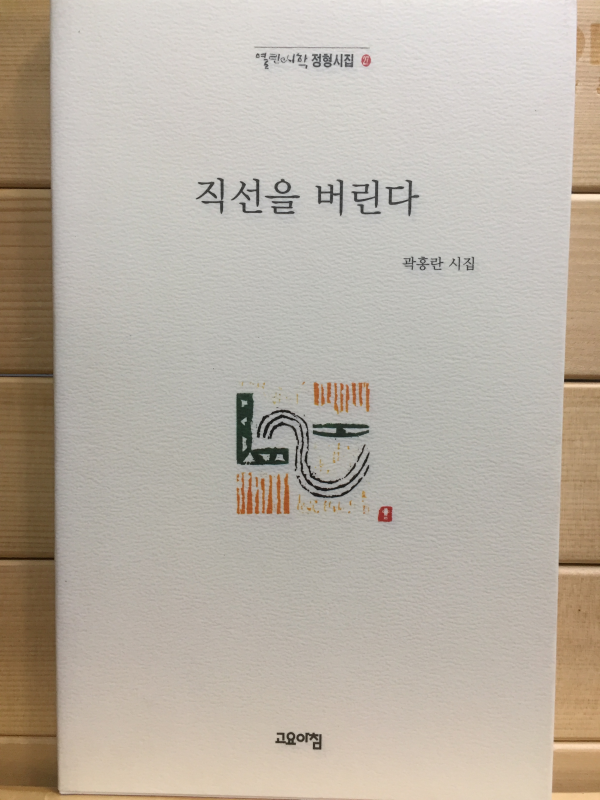 열린시학 정형시집
직선을 버린다
곽홍란 시집
고요아침